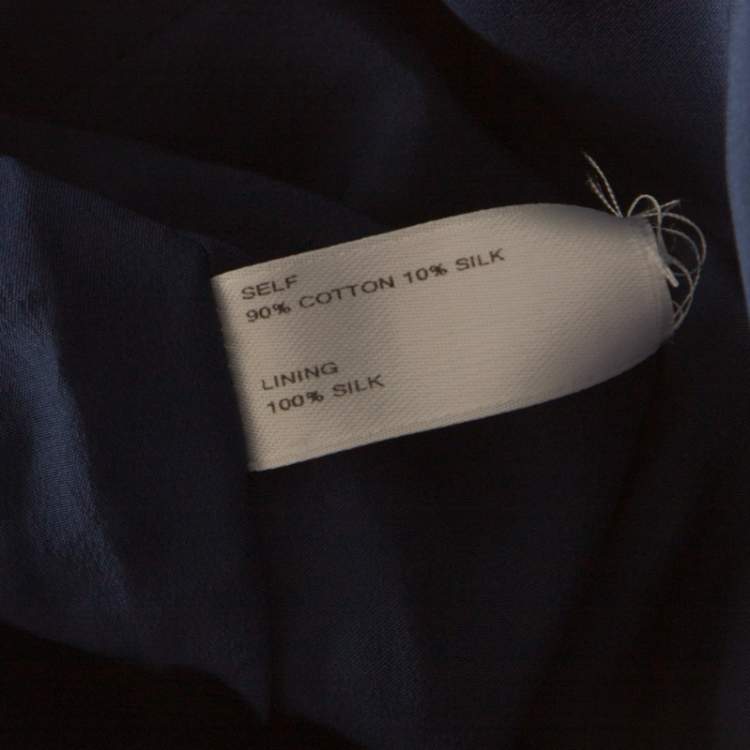 SELF
90% COTTON 10% SILK
LINING
100% SILK